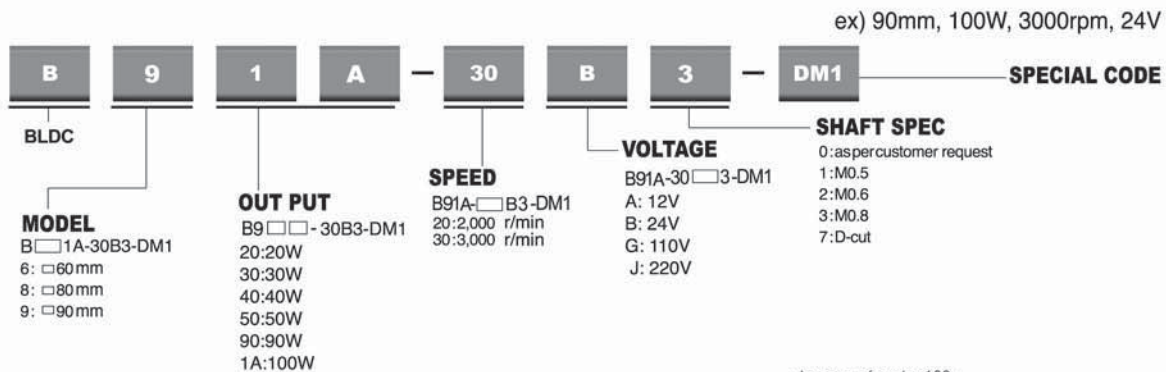 ex) 90mm, 100W, 3000rpm, 24V
B 9 1 A - 30 B 3 - DM1 SPECIAL CODE
BLDC
MODEL
B□1A-30B3-DM1
6: □60mm
8: □80mm
9: □90mm
OUT PUT
B9□□-30B3-DM1
20:20W
30:30W
40:40W
50:50W
90:90W
1A:100W
SPEED
B91A-□B3-DM1
20:2,000 r/min
30:3,000 r/min
VOLTAGE
B91A-30□3-DM1
A: 12V
B: 24V
G: 110V
J: 220V
SHAFT SPEC
0:aspercustomer request
1:M0.5
2:M0.6
3:M0.8
7:D-cut